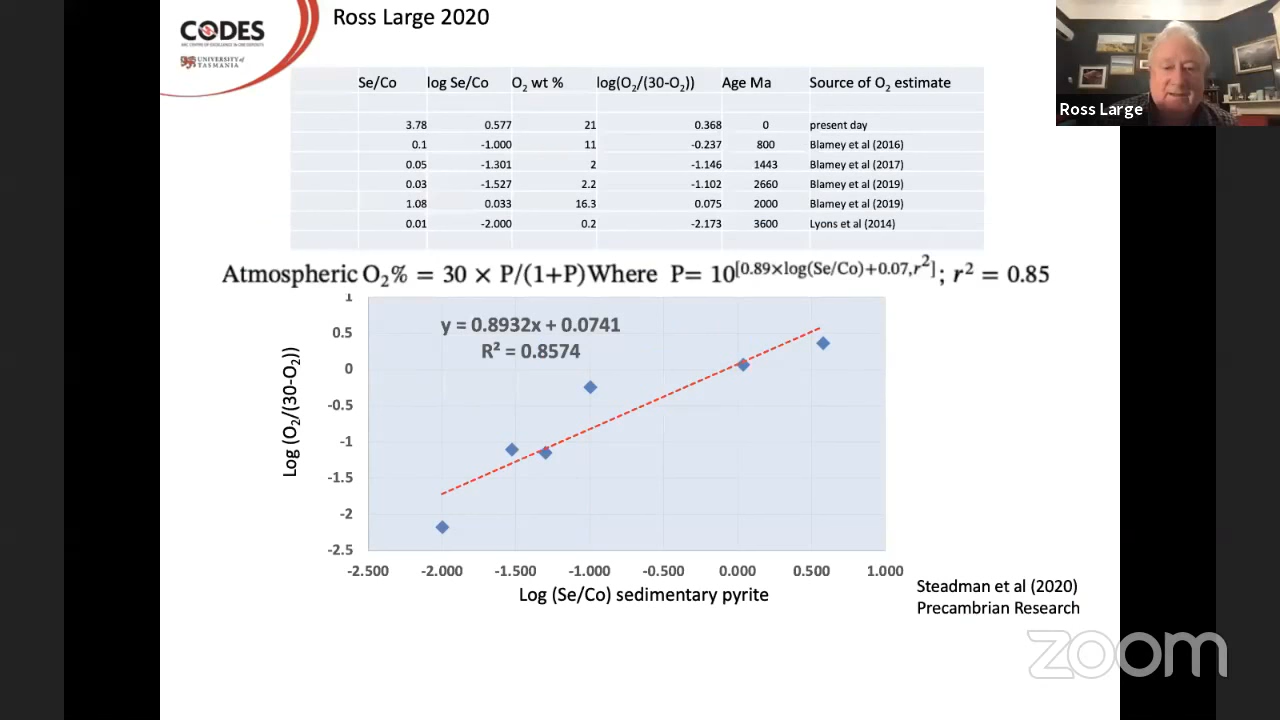 CODES
ARC CENTRE OF EXCELLENCE IN ORE DEPOSITS
UNIVERSITY of TASMANIA
Ross Large 2020
Ross Large
Se/Co log Se/Co O₂ wt % log(O₂/(30-O₂)) Age Ma Source of O₂ estimate
3.78 0.577 21 0.368 0 present day
0.1 -1.000 11 -0.237 800 Blamey et al (2016)
0.05 -1.301 2 -1.146 1443 Blamey et al (2017)
0.03 -1.527 2.2 -1.102 2660 Blamey et al (2019)
1.08 0.033 16.3 0.075 2000 Blamey et al (2019)
0.01 -2.000 0.2 -2.173 3600 Lyons et al (2014)
Atmospheric O₂% = 30 × P/(1+P)Where P= 10^[0.89×log(Se/Co)+0.07,r²]; r² = 0.85
y = 0.8932x + 0.0741
R² = 0.8574
Log (O₂/(30-O₂))
1
0.5
0
-0.5
-1
-1.5
-2
-2.5
-2.500 -2.000 -1.500 -1.000 -0.500 0.000 0.500 1.000
Log (Se/Co) sedimentary pyrite
Steadman et al (2020)
Precambrian Research
zoom